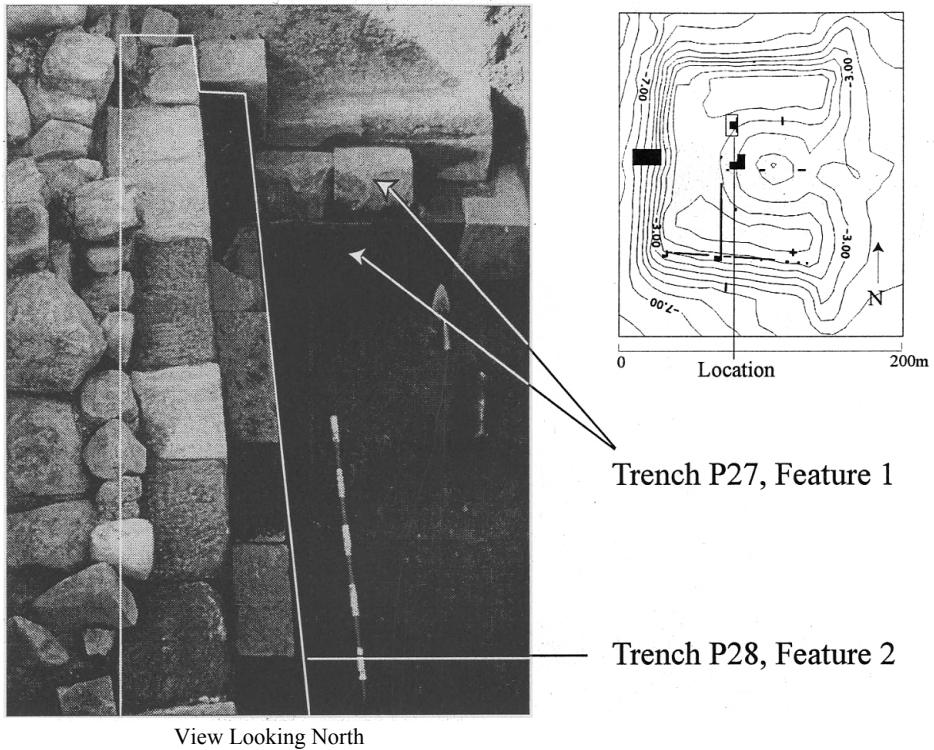 -7.00
-3.00
-3.00
-3.00
-7.00
N
0
200m
Location
Trench P27, Feature 1
Trench P28, Feature 2
View Looking North